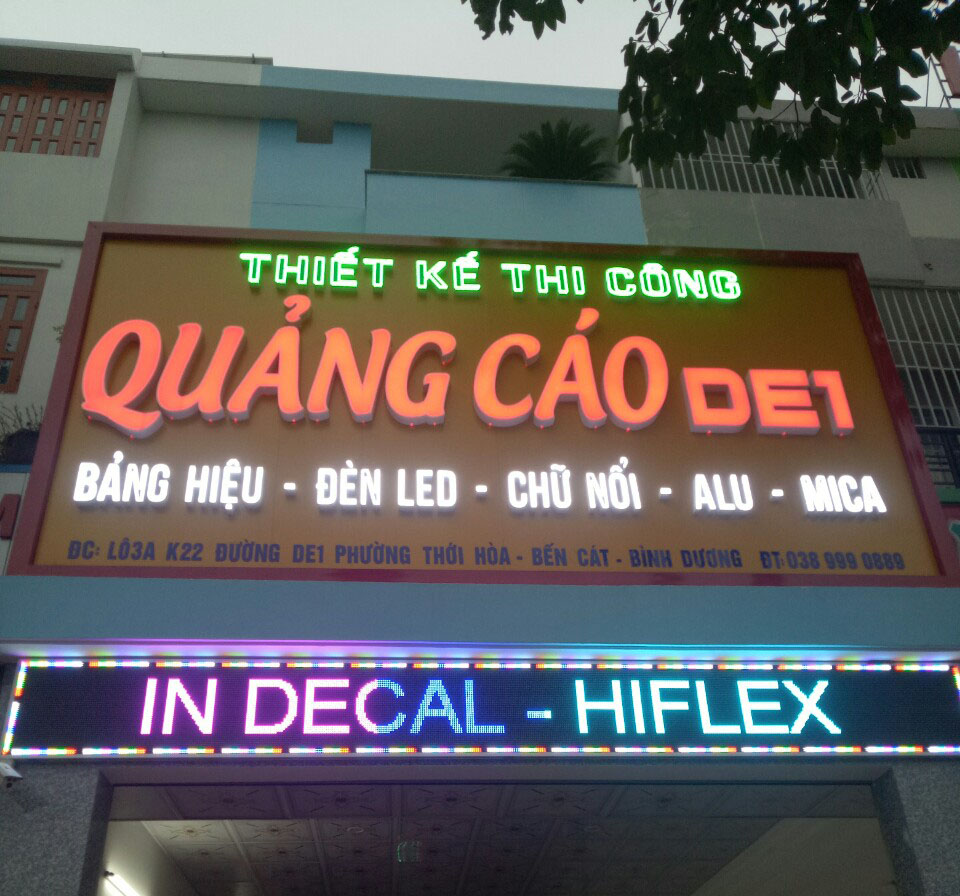 THIẾT KẾ THI CÔNG
QUẢNG CÁO DE1
BẢNG HIỆU - ĐÈN LED - CHỮ NỔI - ALU - MICA
ĐC: LÔ3A K22 ĐƯỜNG DE1 PHƯỜNG THỚI HÒA - BẾN CÁT - BÌNH DƯƠNG ĐT:038 999 0889
IN DECAL - HIFLEX